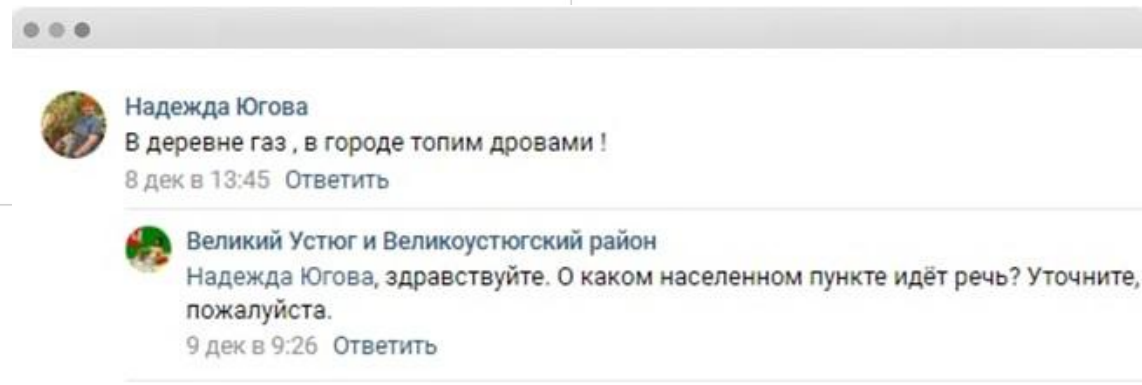 Надежда Югова
В деревне газ , в городе топим дровами !
8 дек в 13:45 Ответить
Великий Устюг и Великоустюгский район
Надежда Югова, здравствуйте. О каком населенном пункте идёт речь? Уточните,
пожалуйста.
9 дек в 9:26 Ответить